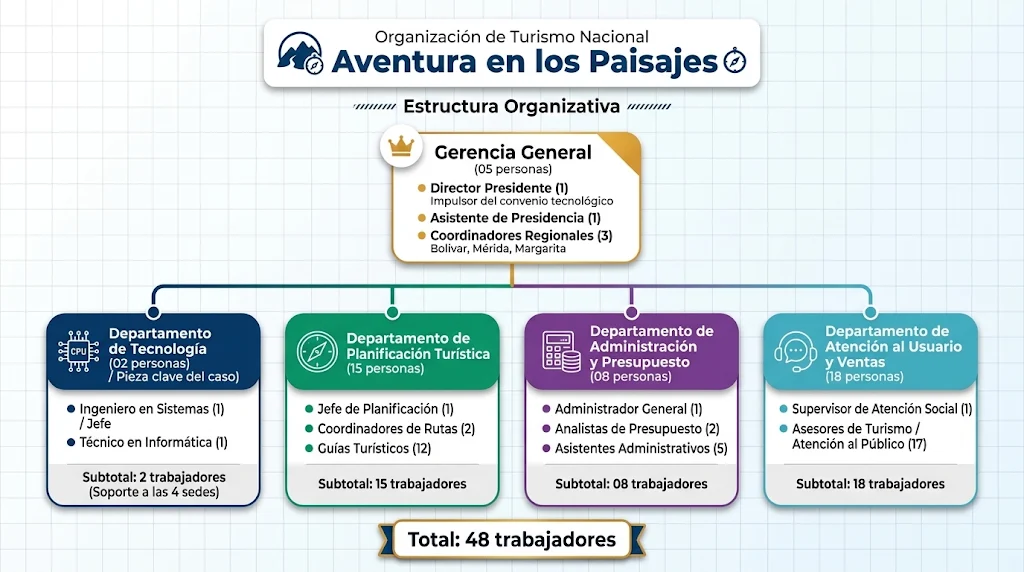 Organización de Turismo Nacional
Aventura en los Paisajes
Estructura Organizativa
Gerencia General
(05 personas)
Director Presidente (1)
Impulsor del convenio tecnológico
Asistente de Presidencia (1)
Coordinadores Regionales (3)
Bolívar, Mérida, Margarita
CPU
Departamento
de Tecnología
(02 personas)
/ Pieza clave del caso)
Ingeniero en Sistemas (1)
/ Jefe
Técnico en Informática (1)
Subtotal: 2 trabajadores
(Soporte a las 4 sedes)
Departamento de
Planificación Turística
(15 personas)
Jefe de Planificación (1)
Coordinadores de Rutas (2)
Guías Turísticos (12)
Subtotal: 15 trabajadores
Departamento de
Administración
y Presupuesto
(08 personas)
Administrador General (1)
Analistas de Presupuesto (2)
Asistentes Administrativos (5)
Subtotal: 08 trabajadores
Departamento de
Atención al Usuario
y Ventas
(18 personas)
Supervisor de Atención Social (1)
Asesores de Turismo /
Atención al Público (17)
Subtotal: 18 trabajadores
Total: 48 trabajadores